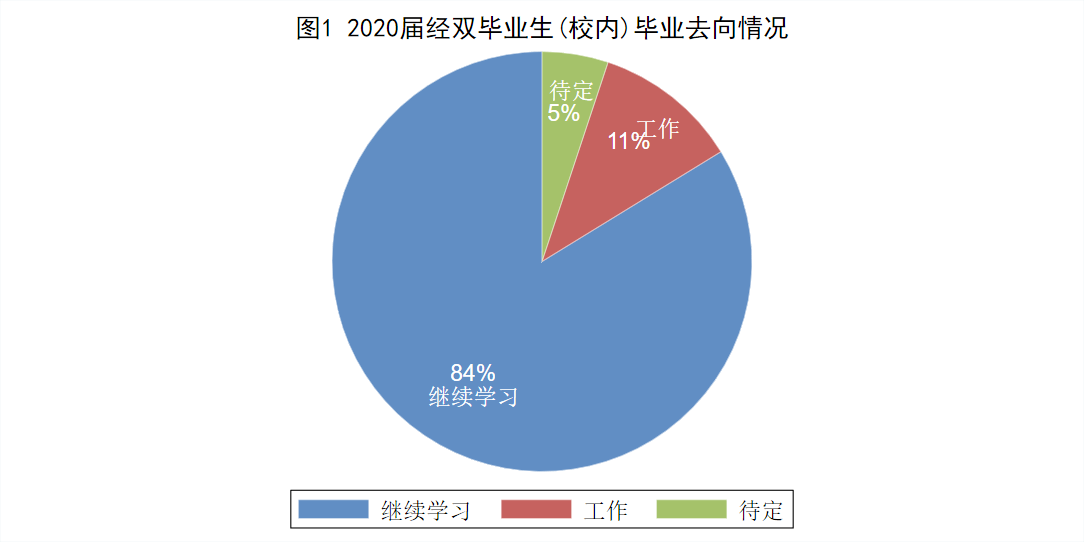 图1 2020届经双毕业生(校内)毕业去向情况
待定
5%
工作
11%
84%
继续学习
继续学习 工作 待定